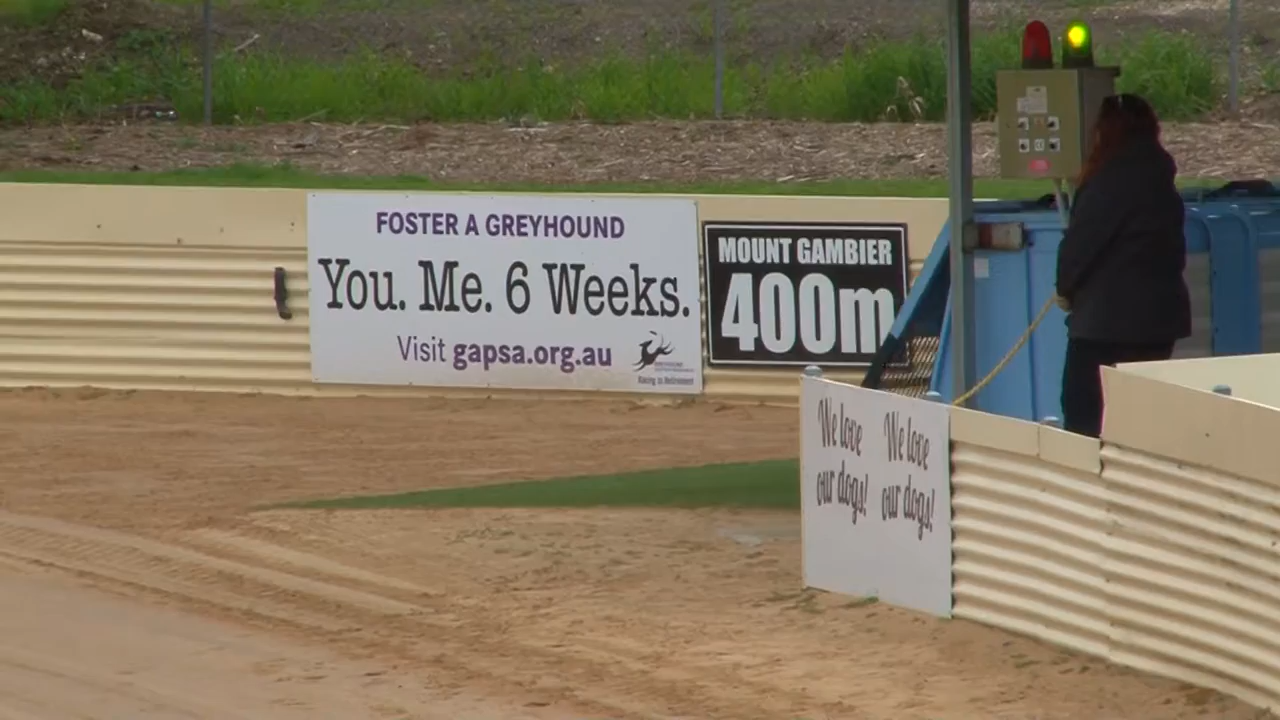 FOSTER A GREYHOUND
You. Me. 6 Weeks.
Visit gapsa.org.au
Racing to Retirement
MOUNT GAMBIER
400m
We love
our dogs!
We love
our dogs!